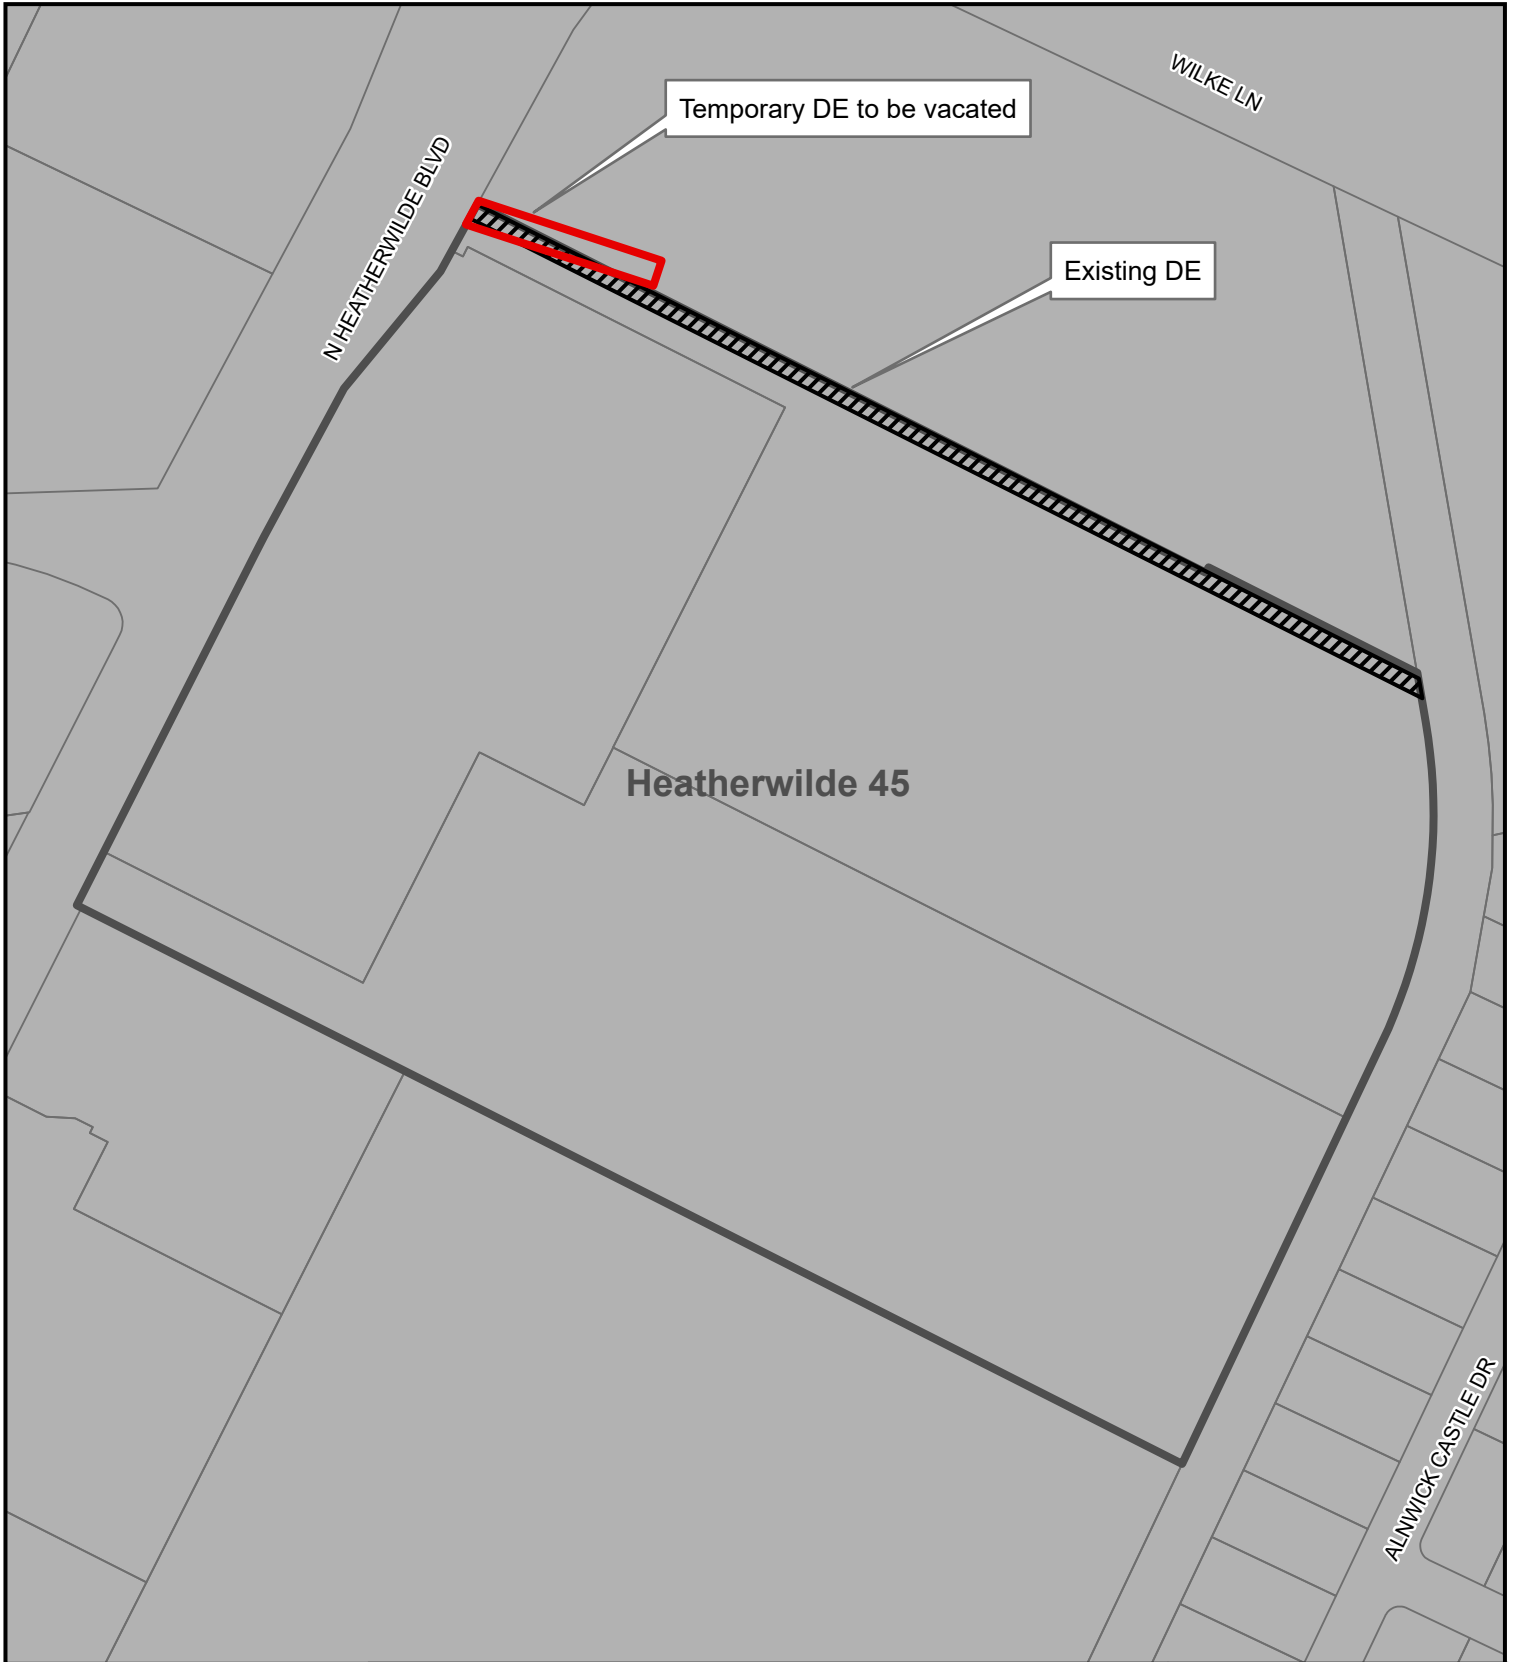 WILKE LN
Temporary DE to be vacated
N HEATHERWILDE BLVD
Existing DE
Heatherwilde 45
ALNWICK CASTLE DR